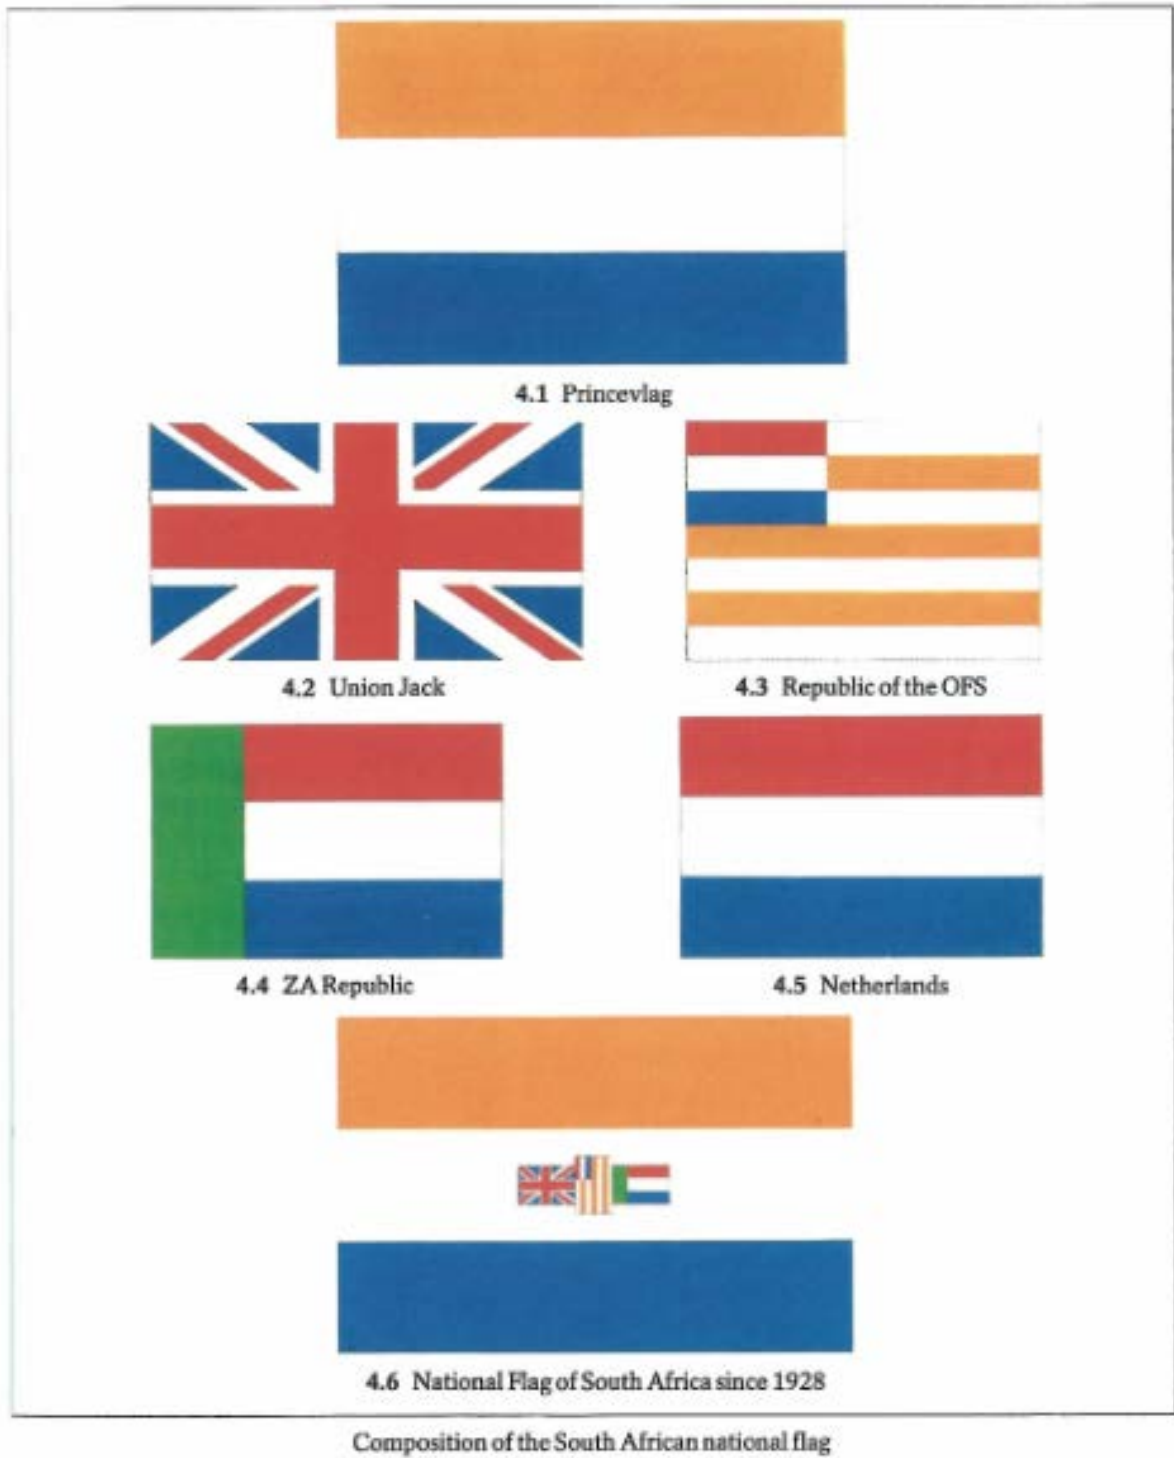 4.1 Princevlag
4.2 Union Jack
4.3 Republic of the OFS
4.4 ZA Republic
4.5 Netherlands
4.6 National Flag of South Africa since 1928
Composition of the South African national flag